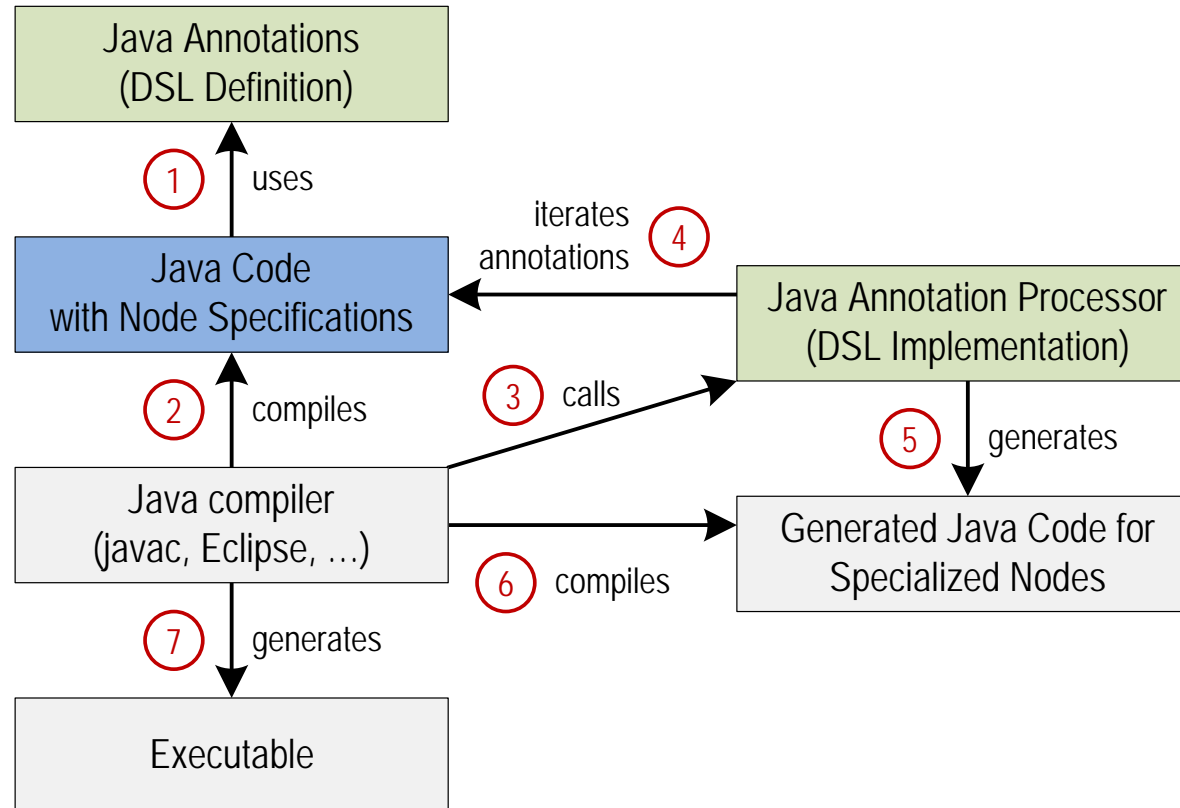 Java Annotations
(DSL Definition)
1
uses
iterates
annotations
4
Java Code
with Node Specifications
Java Annotation Processor
(DSL Implementation)
2
compiles
3
calls
5
generates
Java compiler
(javac, Eclipse, …)
Generated Java Code for
Specialized Nodes
6
compiles
7
generates
Executable